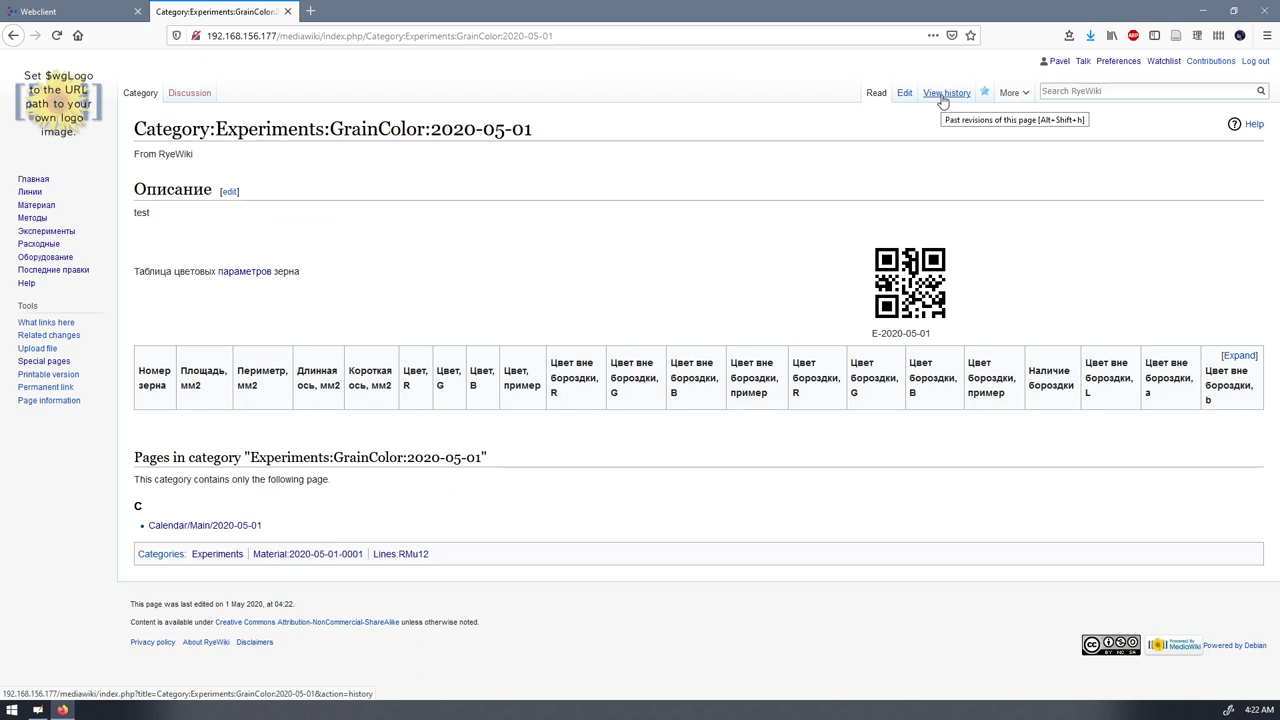 Webclient
Category:Experiments:GrainColor:2
192.168.156.177/mediawiki/index.php/Category:Experiments:GrainColor:2020-05-01
Pavel Talk Preferences Watchlist Contributions Log out
Set $wgLogo
to the URL
path to your
own logo
image.
Category Discussion Read Edit View history More Search RyeWiki
Past revisions of this page [Alt+Shift+h]
Category:Experiments:GrainColor:2020-05-01
Help
From RyeWiki
Описание [edit]
test
Таблица цветовых параметров зерна
E-2020-05-01
Главная
Линии
Материал
Методы
Эксперименты
Расходные
Оборудование
Последние правки
Help
Tools
What links here
Related changes
Upload file
Special pages
Printable version
Permanent link
Page information
[Expand]
Номер зерна
Площадь, мм2
Периметр, мм2
Длинная ось, мм2
Короткая ось, мм2
Цвет, R
Цвет, G
Цвет, B
Цвет, пример
Цвет вне бороздки, R
Цвет вне бороздки, G
Цвет вне бороздки, B
Цвет вне бороздки, пример
Цвет бороздки, R
Цвет бороздки, G
Цвет бороздки, B
Цвет бороздки, пример
Наличие бороздки
Цвет вне бороздки, L
Цвет вне бороздки, a
Цвет вне бороздки, b
Pages in category "Experiments:GrainColor:2020-05-01"
This category contains only the following page.
C
Calendar/Main/2020-05-01
Categories: Experiments | Material:2020-05-01-0001 | Lines:RMu12
This page was last edited on 1 May 2020, at 04:22.
Content is available under Creative Commons Attribution-NonCommercial-ShareAlike unless otherwise noted.
Privacy policy About RyeWiki Disclaimers
Powered By MediaWiki
Powered by Debian
192.168.156.177/mediawiki/index.php?title=Category:Experiments:GrainColor:2020-05-01&action=history
4:22 AM